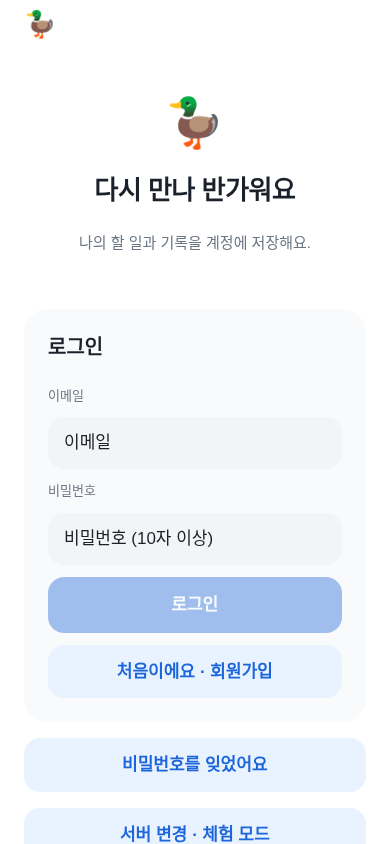 다시 만나 반가워요
나의 할 일과 기록을 계정에 저장해요.
로그인
이메일
이메일
비밀번호
비밀번호 (10자 이상)
로그인
처음이에요 · 회원가입
비밀번호를 잊었어요
서버 변경 · 체험 모드